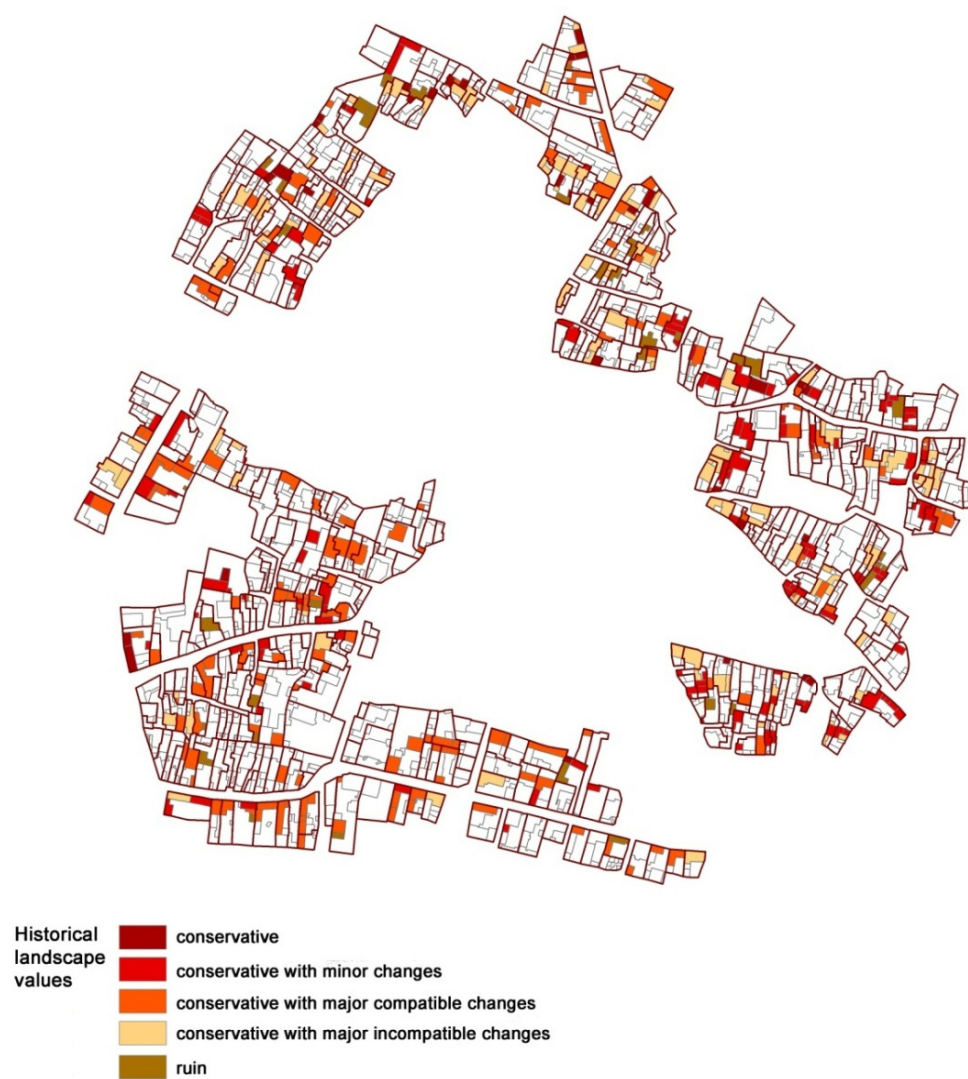 Historical
landscape
values
conservative
conservative with minor changes
conservative with major compatible changes
conservative with major incompatible changes
ruin